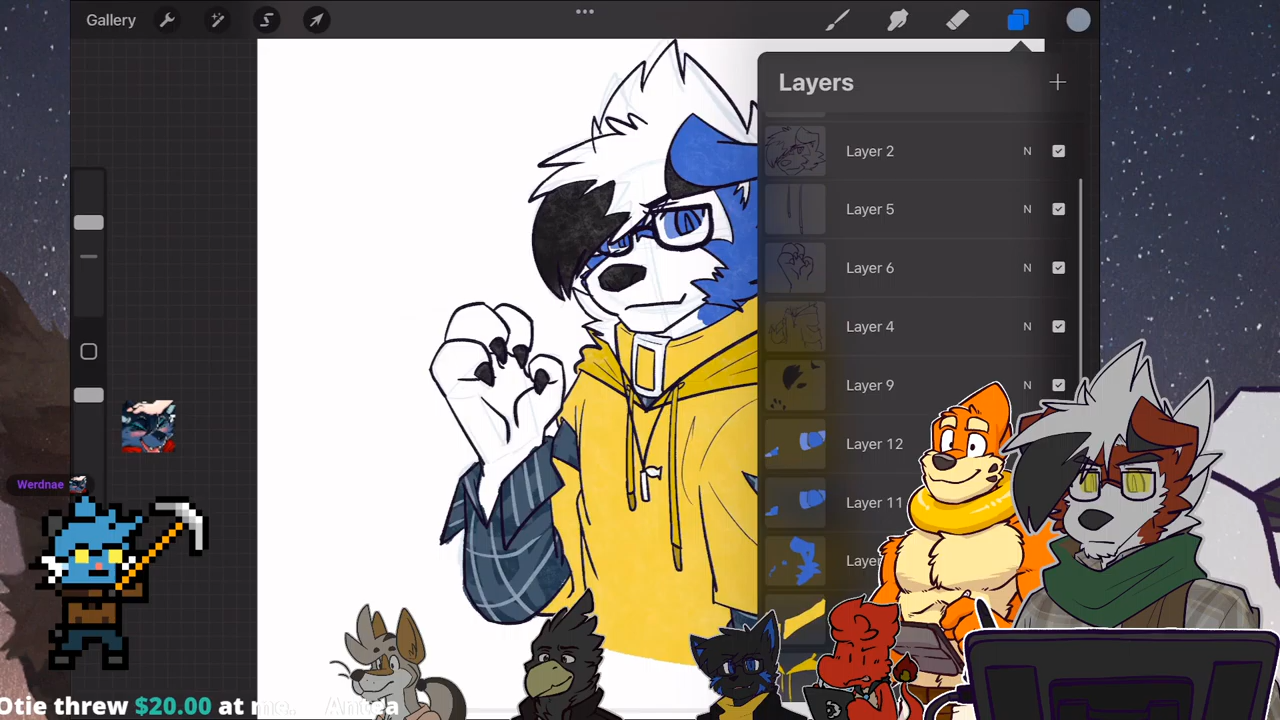 Gallery
Layers
Layer 2 N
Layer 5 N
Layer 6 N
Layer 4 N
Layer 9 N
Layer 12
Layer 11
Werdnae
Otie threw $20.00 at me. Antea